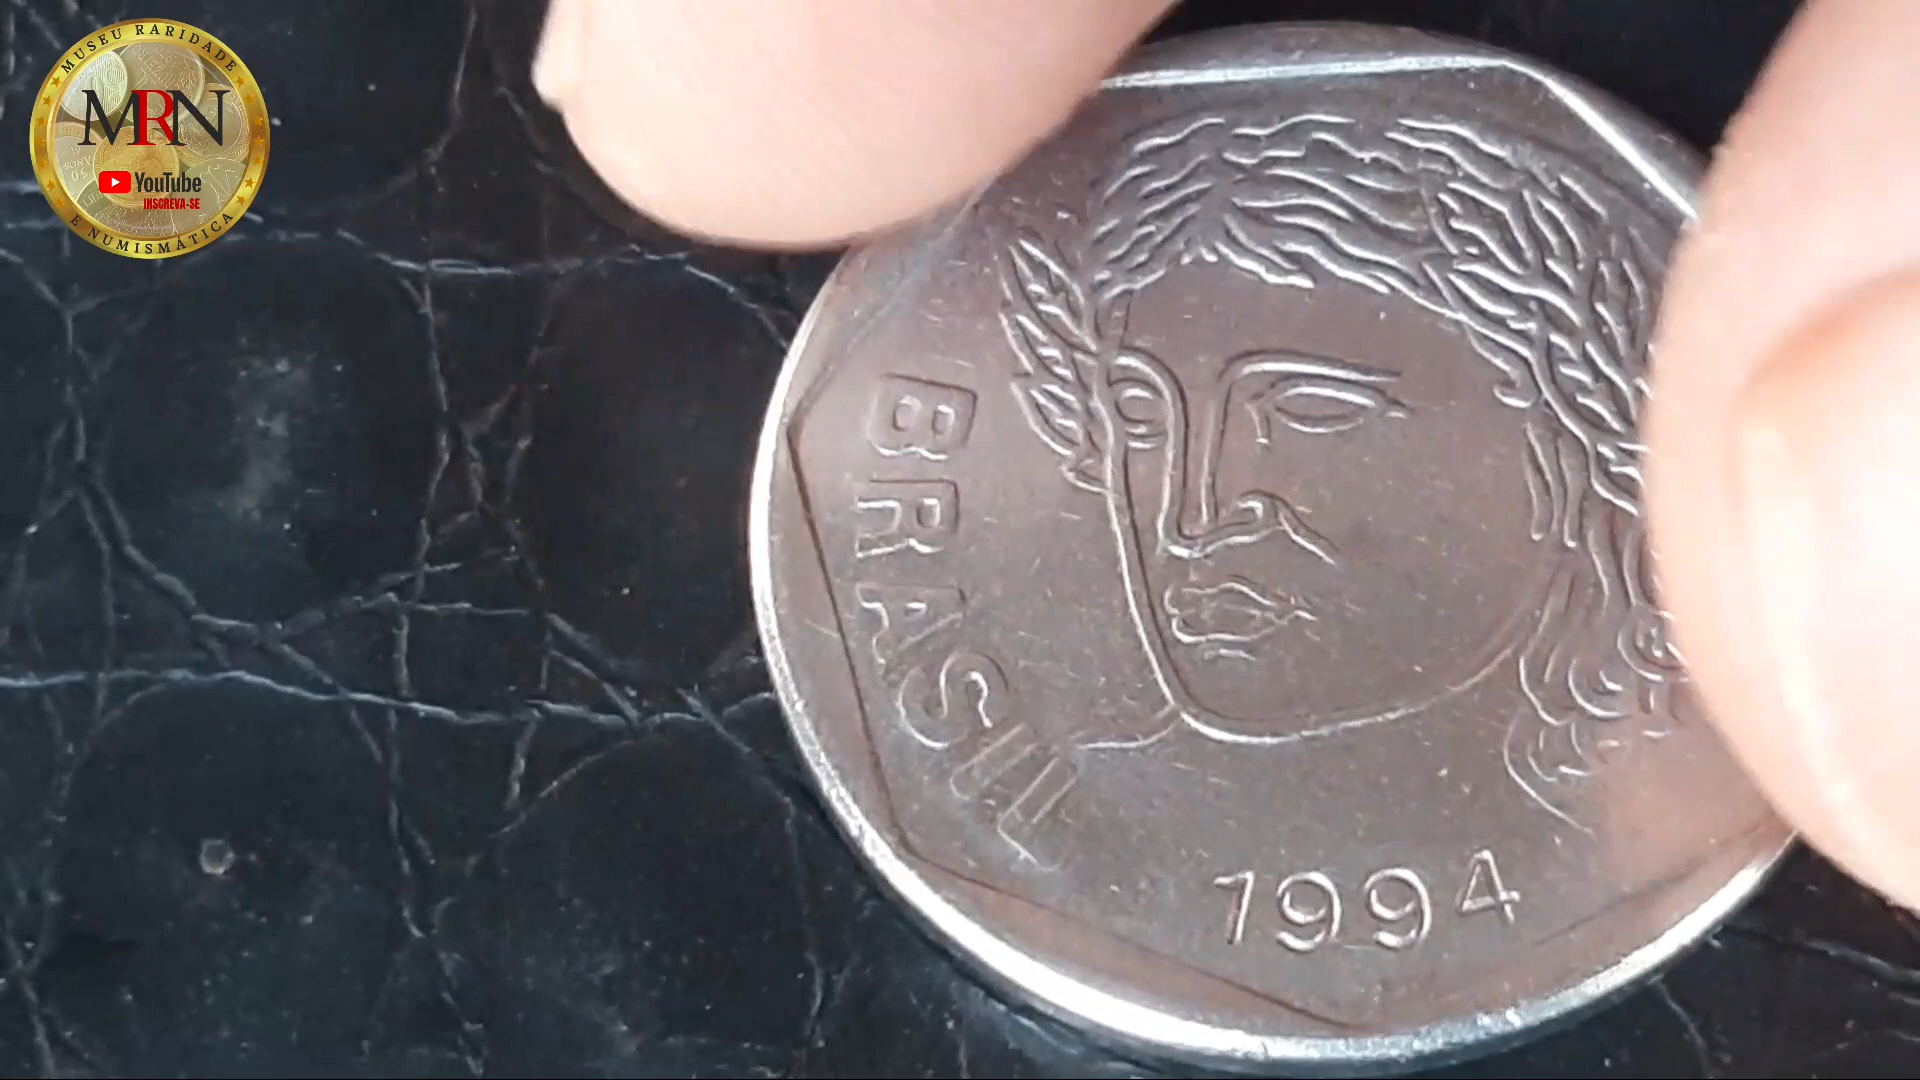 MUSEU RARIDADE
MRN
YouTube
INSCREVA-SE
E NUMISMÁTICA
BRASIL
1994